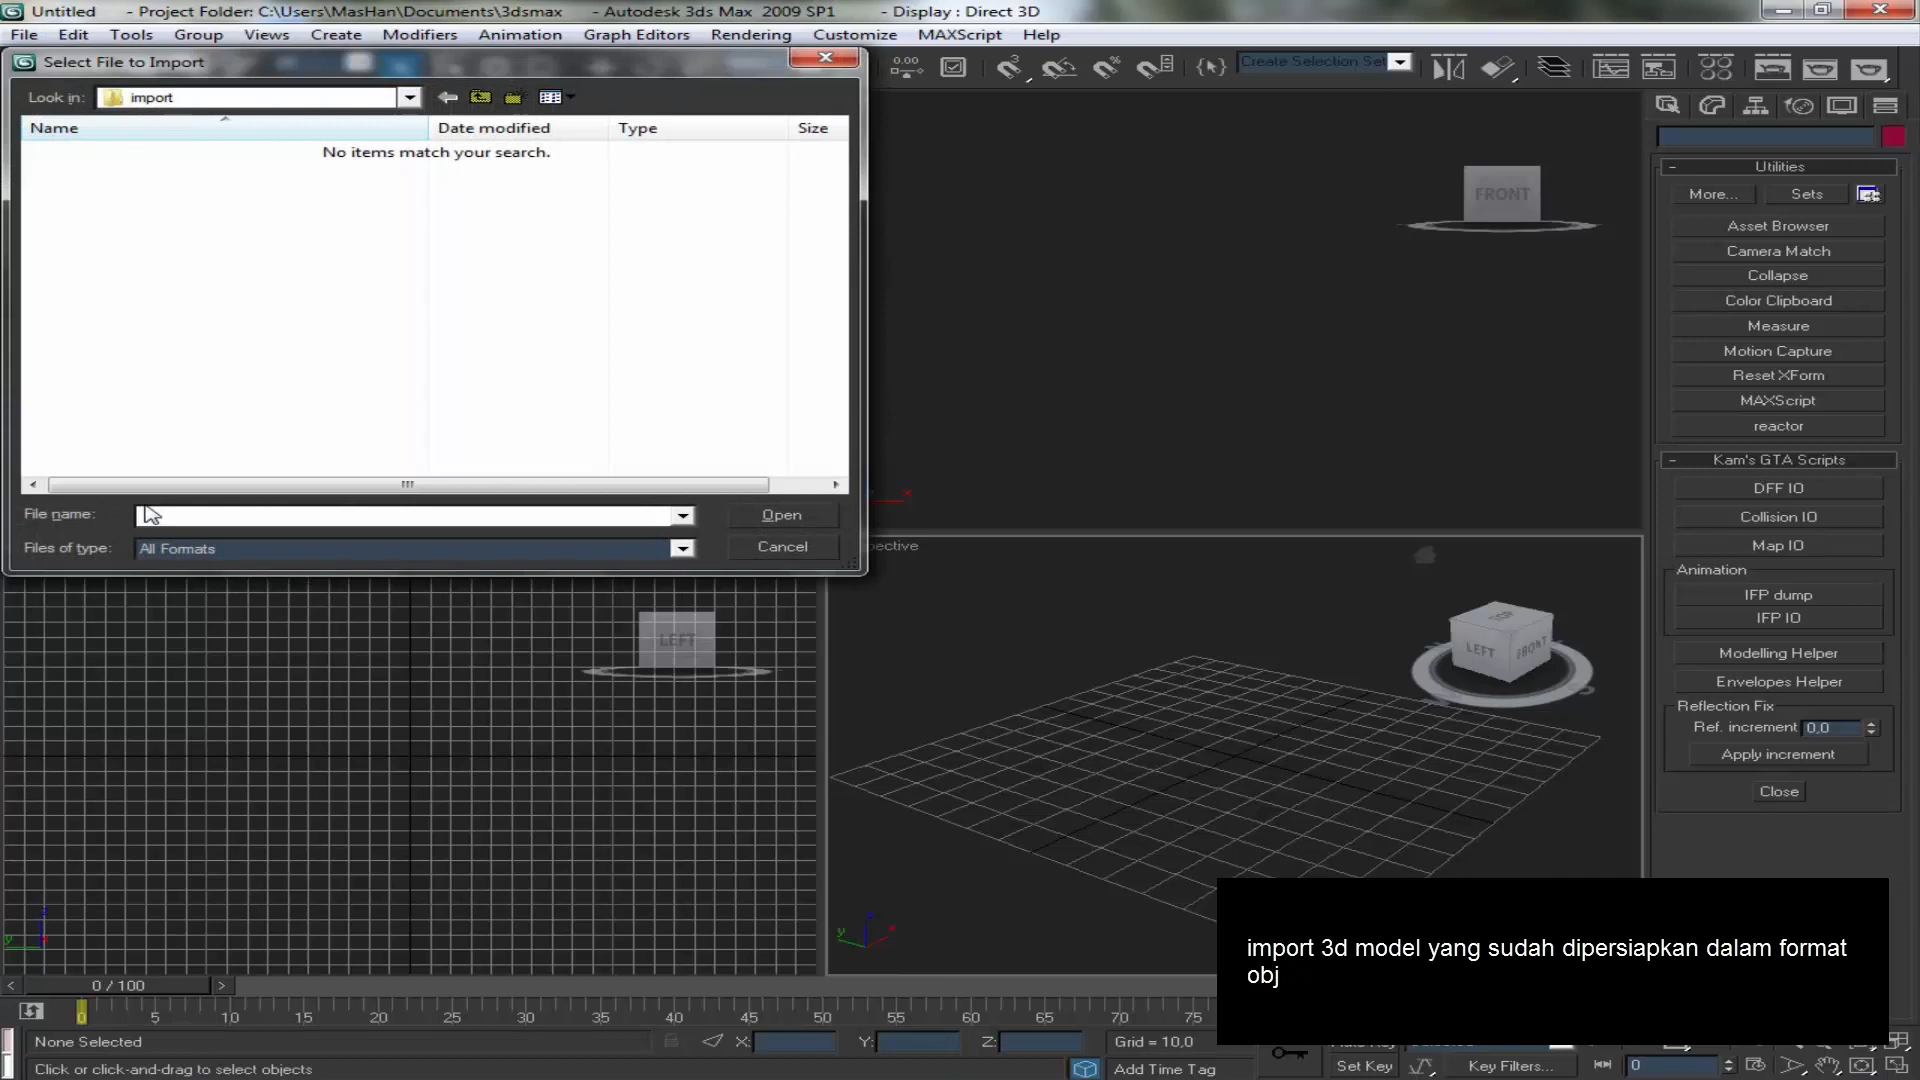 Untitled - Project Folder: C:\Users\MasHan\Documents\3dsmax - Autodesk 3ds Max 2009 SP1 - Display : Direct 3D
File Edit Tools Group Views Create Modifiers Animation Graph Editors Rendering Customize MAXScript Help
Select File to Import
0.00
Create Selection Set
Look in: import
Name Date modified Type Size
No items match your search.
FRONT
Utilities
More... Sets
Asset Browser
Camera Match
Collapse
Color Clipboard
Measure
Motion Capture
Reset XForm
MAXScript
reactor
Kam's GTA Scripts
DFF IO
Collision IO
Map IO
Animation
IFP dump
IFP IO
Modelling Helper
Envelopes Helper
Reflection Fix
Ref. increment 0,0
Apply increment
Close
File name: Open
Files of type: All Formats Cancel
x
LEFT
TOP
LEFT FRONT
z
y x
z
y x
import 3d model yang sudah dipersiapkan dalam format
obj
< 0 / 100 >
0 5 10 15 20 25 30 35 40 45 50 55 60 65 70 75
None Selected X: Y: Z: Grid = 10,0
Click or click-and-drag to select objects Add Time Tag Set Key Key Filters... 0